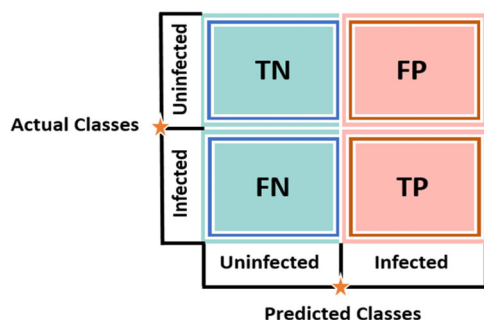 Uninfected
TN
FP
Actual Classes
Infected
FN
TP
Uninfected
Infected
Predicted Classes